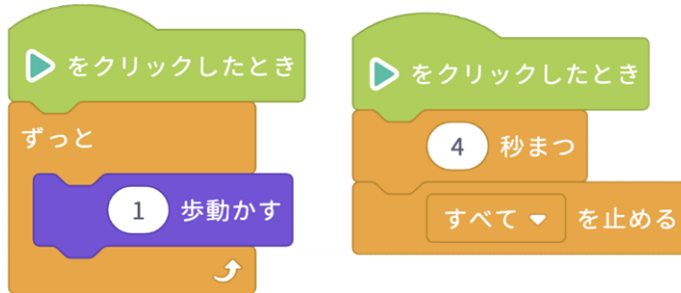 をクリックしたとき
ずっと
1 歩動かす
をクリックしたとき
4 秒まつ
すべて を止める